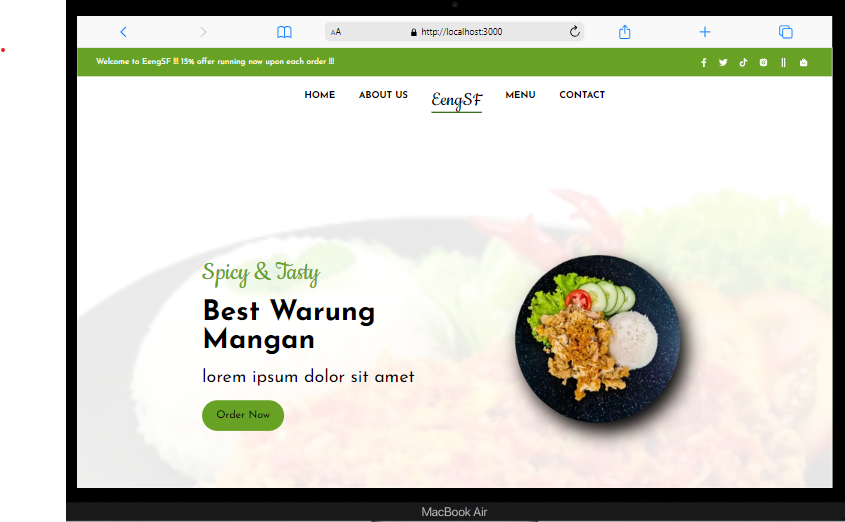 AA http://localhost:3000
Welcome to EengSF !!! 15% offer running now upon each order !!!
HOME ABOUT US EengSF MENU CONTACT
Spicy & Tasty
Best Warung
Mangan
lorem ipsum dolor sit amet
Order Now
MacBook Air